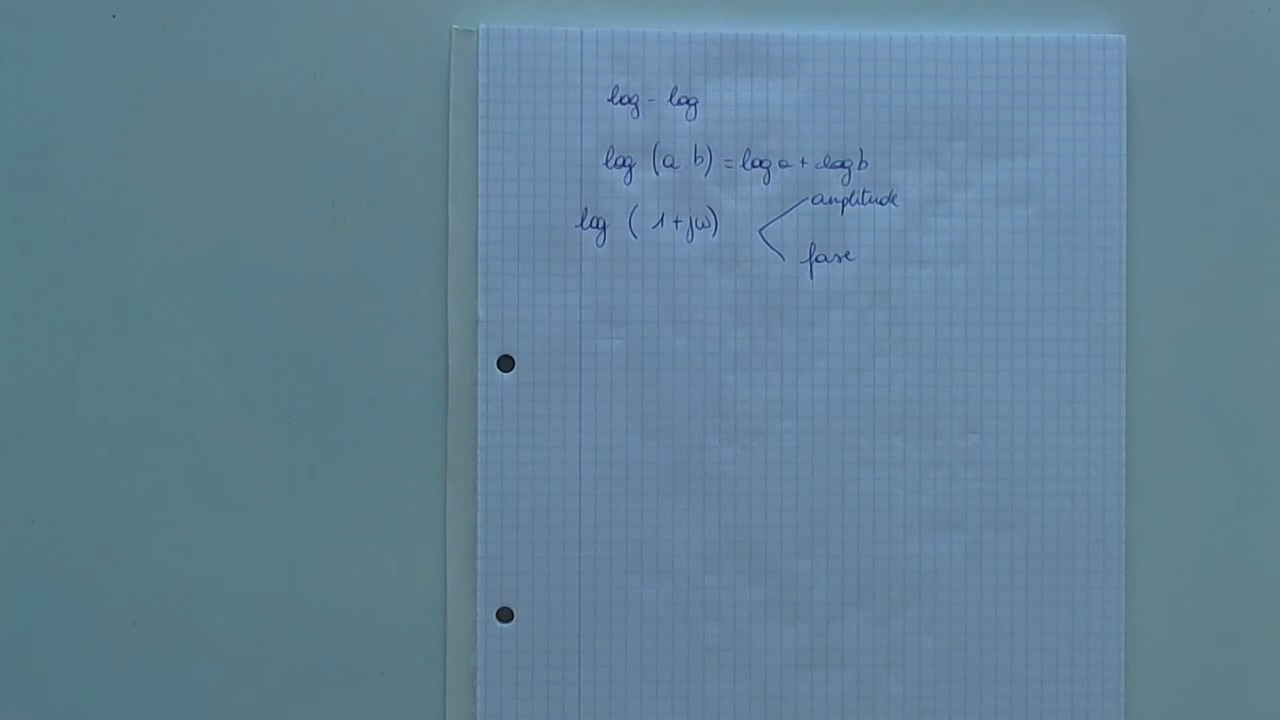 log - log
log (a.b) = log a + log b
amplitude
log ( 1+jω)
fase